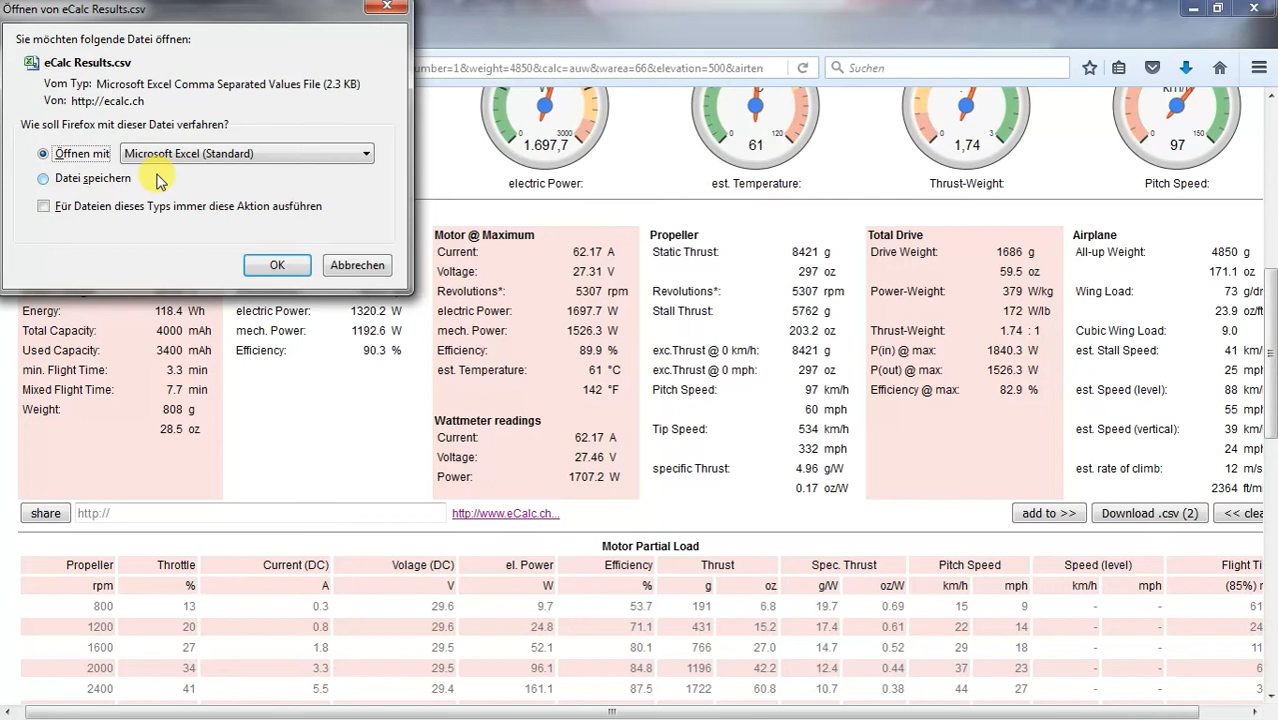 Öffnen von eCalc Results.csv
Sie möchten folgende Datei öffnen:
eCalc Results.csv
Vom Typ: Microsoft Excel Comma Separated Values File (2.3 KB)
Von: http://ecalc.ch
Wie soll Firefox mit dieser Datei verfahren?
Öffnen mit Microsoft Excel (Standard)
Datei speichern
Für Dateien dieses Typs immer diese Aktion ausführen
OK Abbrechen
umber=1&weight=4850&calc=auw&warea=66&elevation=500&airten
Suchen
3000 120 
1.697,7 61 1,74 97
electric Power: est. Temperature: Thrust-Weight: Pitch Speed:
Energy: 118.4 Wh
Total Capacity: 4000 mAh
Used Capacity: 3400 mAh
min. Flight Time: 3.3 min
Mixed Flight Time: 7.7 min
Weight: 808 g
28.5 oz
electric Power: 1320.2 W
mech. Power: 1192.6 W
Efficiency: 90.3 %
Motor @ Maximum
Current: 62.17 A
Voltage: 27.31 V
Revolutions*: 5307 rpm
electric Power: 1697.7 W
mech. Power: 1526.3 W
Efficiency: 89.9 %
est. Temperature: 61 °C
142 °F
Wattmeter readings
Current: 62.17 A
Voltage: 27.46 V
Power: 1707.2 W
Propeller
Static Thrust: 8421 g
297 oz
Revolutions*: 5307 rpm
Stall Thrust: 5762 g
203.2 oz
exc.Thrust @ 0 km/h: 8421 g
exc.Thrust @ 0 mph: 297 oz
Pitch Speed: 97 km/h
60 mph
Tip Speed: 534 km/h
332 mph
specific Thrust: 4.96 g/W
0.17 oz/W
Total Drive
Drive Weight: 1686 g
59.5 oz
Power-Weight: 379 W/kg
172 W/lb
Thrust-Weight: 1.74 : 1
P(in) @ max: 1840.3 W
P(out) @ max: 1526.3 W
Efficiency @ max: 82.9 %
Airplane
All-up Weight: 4850 g
171.1 oz
Wing Load: 73 g/d
23.9 oz/f
Cubic Wing Load: 9.0
est. Stall Speed: 41 km/
25 mph
est. Speed (level): 88 km/
55 mph
est. Speed (vertical): 39 km/
24 mph
est. rate of climb: 12 m/s
2364 ft/m
share http:// http://www.eCalc.ch... add to >> Download .csv (2) << clea
Motor Partial Load
Propeller Throttle Current (DC) Volage (DC) el. Power Efficiency Thrust Spec. Thrust Pitch Speed Speed (level) Flight Ti
rpm % A V W % g oz g/W oz/W km/h mph km/h mph (85%)
800 13 0.3 29.6 9.7 53.7 191 6.8 19.7 0.69 15 9 - - 61
1200 20 0.8 29.6 24.8 71.1 431 15.2 17.4 0.61 22 14 - - 24
1600 27 1.8 29.5 52.1 80.1 766 27.0 14.7 0.52 29 18 - - 11
2000 34 3.3 29.5 96.1 84.8 1196 42.2 12.4 0.44 37 23 - - 6
2400 41 5.5 29.4 161.1 87.5 1722 60.8 10.7 0.38 44 27 - - 3